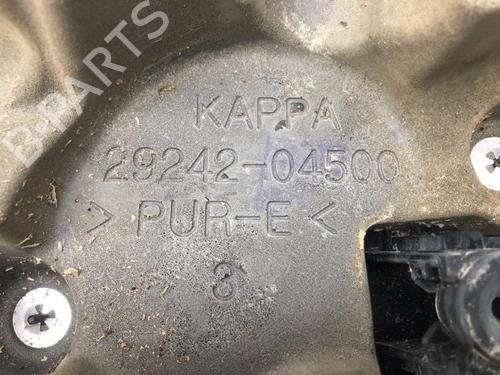 B-PARTS
KAPPA
29242-04500
> PUR-E <
3